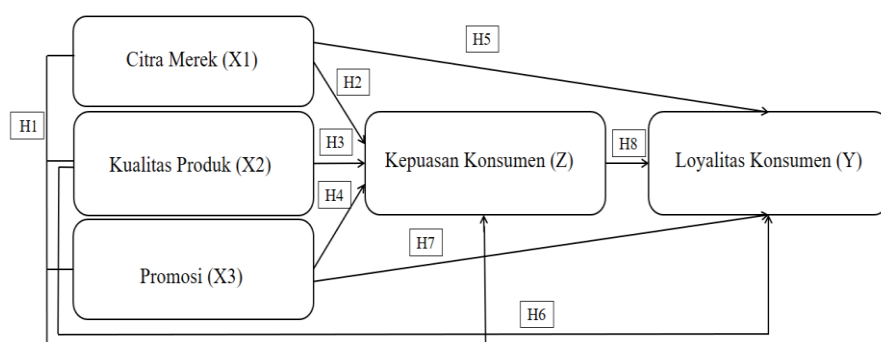 H5
Citra Merek (X1)
H2
H1
H3
H8
Kualitas Produk (X2)
Kepuasan Konsumen (Z)
Loyalitas Konsumen (Y)
H4
H7
Promosi (X3)
H6